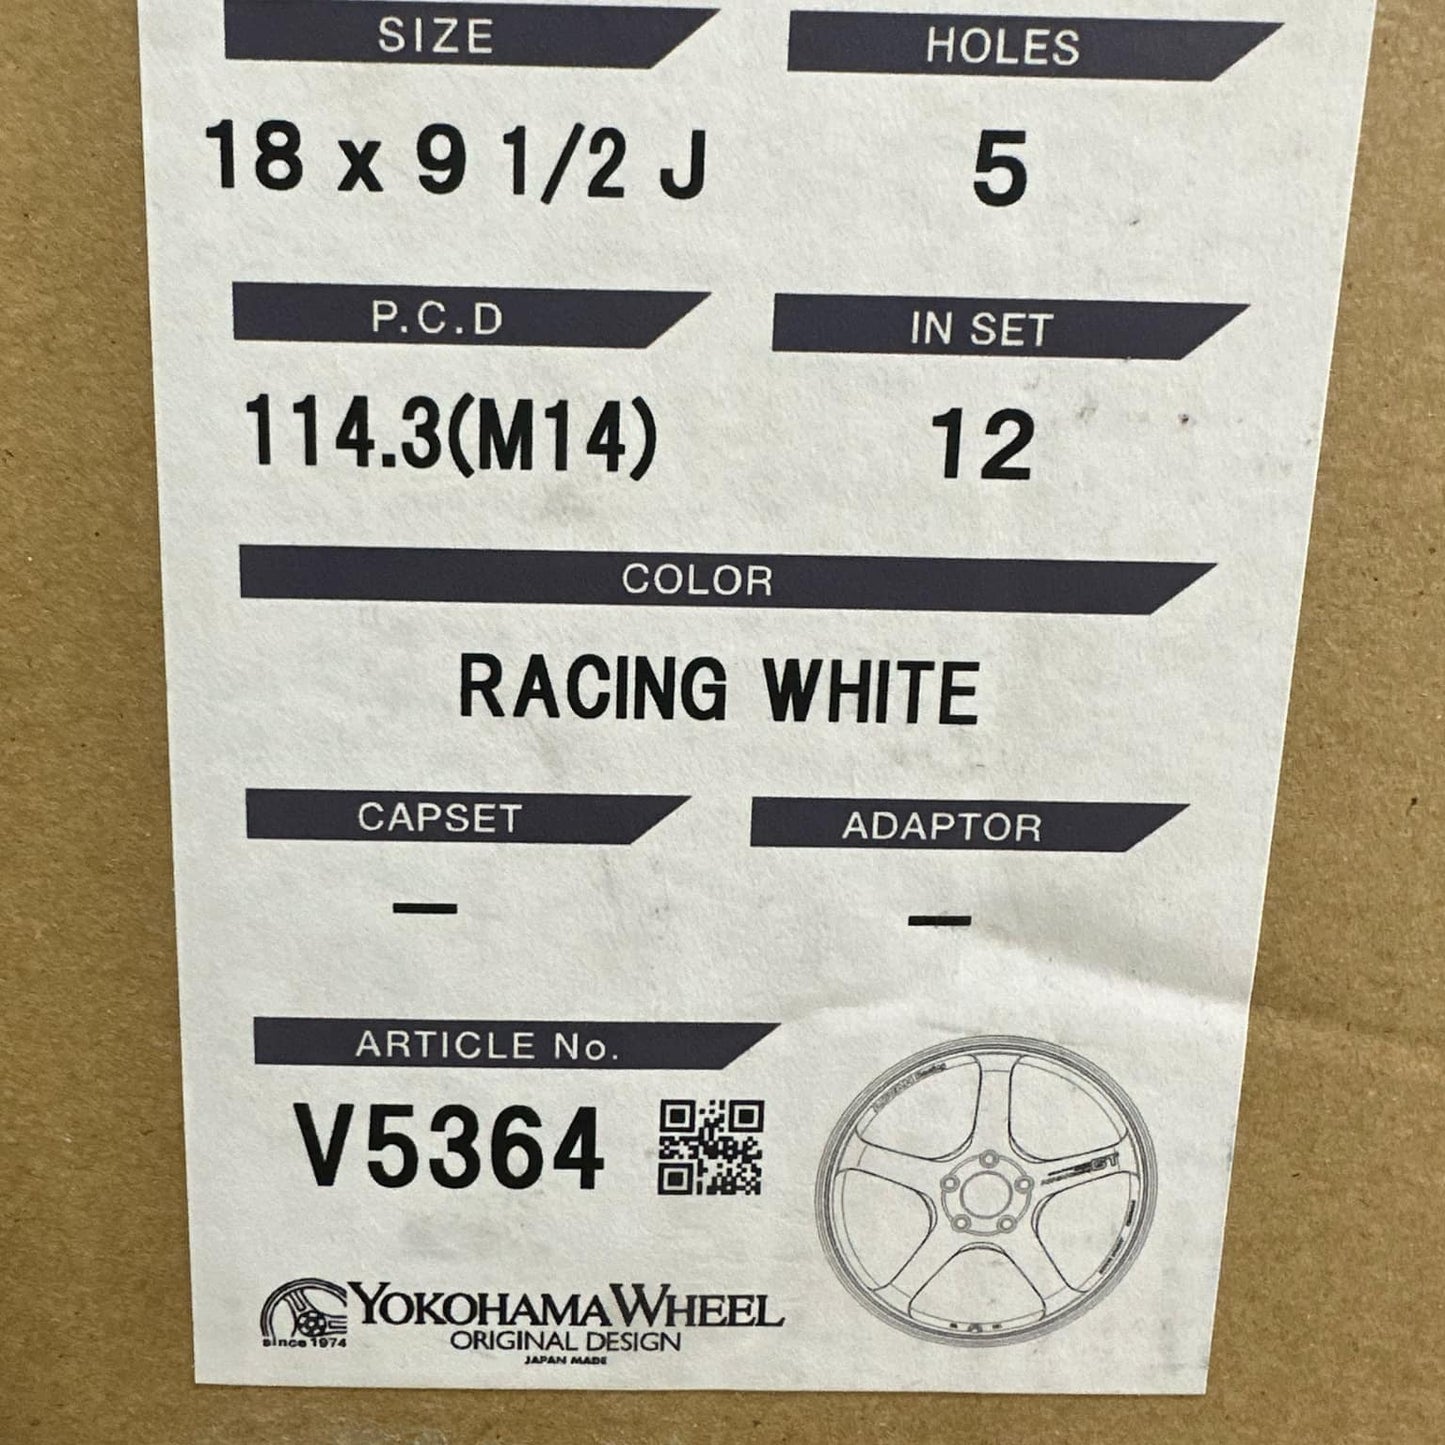 SIZE HOLES
18 x 9 1/2 J 5
P.C.D IN SET
114.3(M14) 12
COLOR
RACING WHITE
CAPSET ADAPTOR
– –
ARTICLE No.
V5364
GT
YOKOHAMA WHEEL
ORIGINAL DESIGN
since 1974
JAPAN MADE